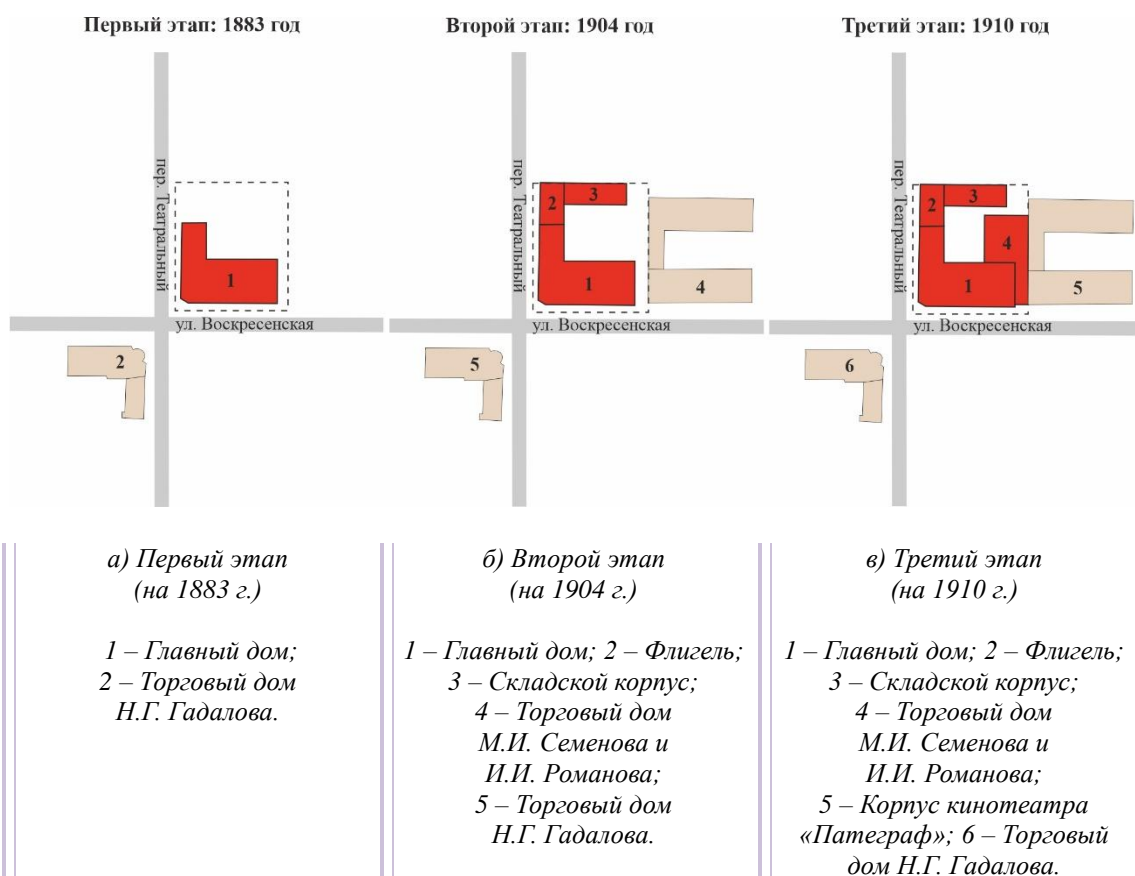 Первый этап: 1883 год
пер. Театральный
1
ул. Воскресенская
2
Второй этап: 1904 год
пер. Театральный
2
3
1
4
ул. Воскресенская
5
Третий этап: 1910 год
пер. Театральный
2
3
4
1
5
ул. Воскресенская
6
а) Первый этап
(на 1883 г.)
1 – Главный дом;
2 – Торговый дом
Н.Г. Гадалова.
б) Второй этап
(на 1904 г.)
1 – Главный дом; 2 – Флигель;
3 – Складской корпус;
4 – Торговый дом
М.И. Семенова и
И.И. Романова;
5 – Торговый дом
Н.Г. Гадалова.
в) Третий этап
(на 1910 г.)
1 – Главный дом; 2 – Флигель;
3 – Складской корпус;
4 – Торговый дом
М.И. Семенова и
И.И. Романова;
5 – Корпус кинотеатра
«Патеграф»; 6 – Торговый
дом Н.Г. Гадалова.